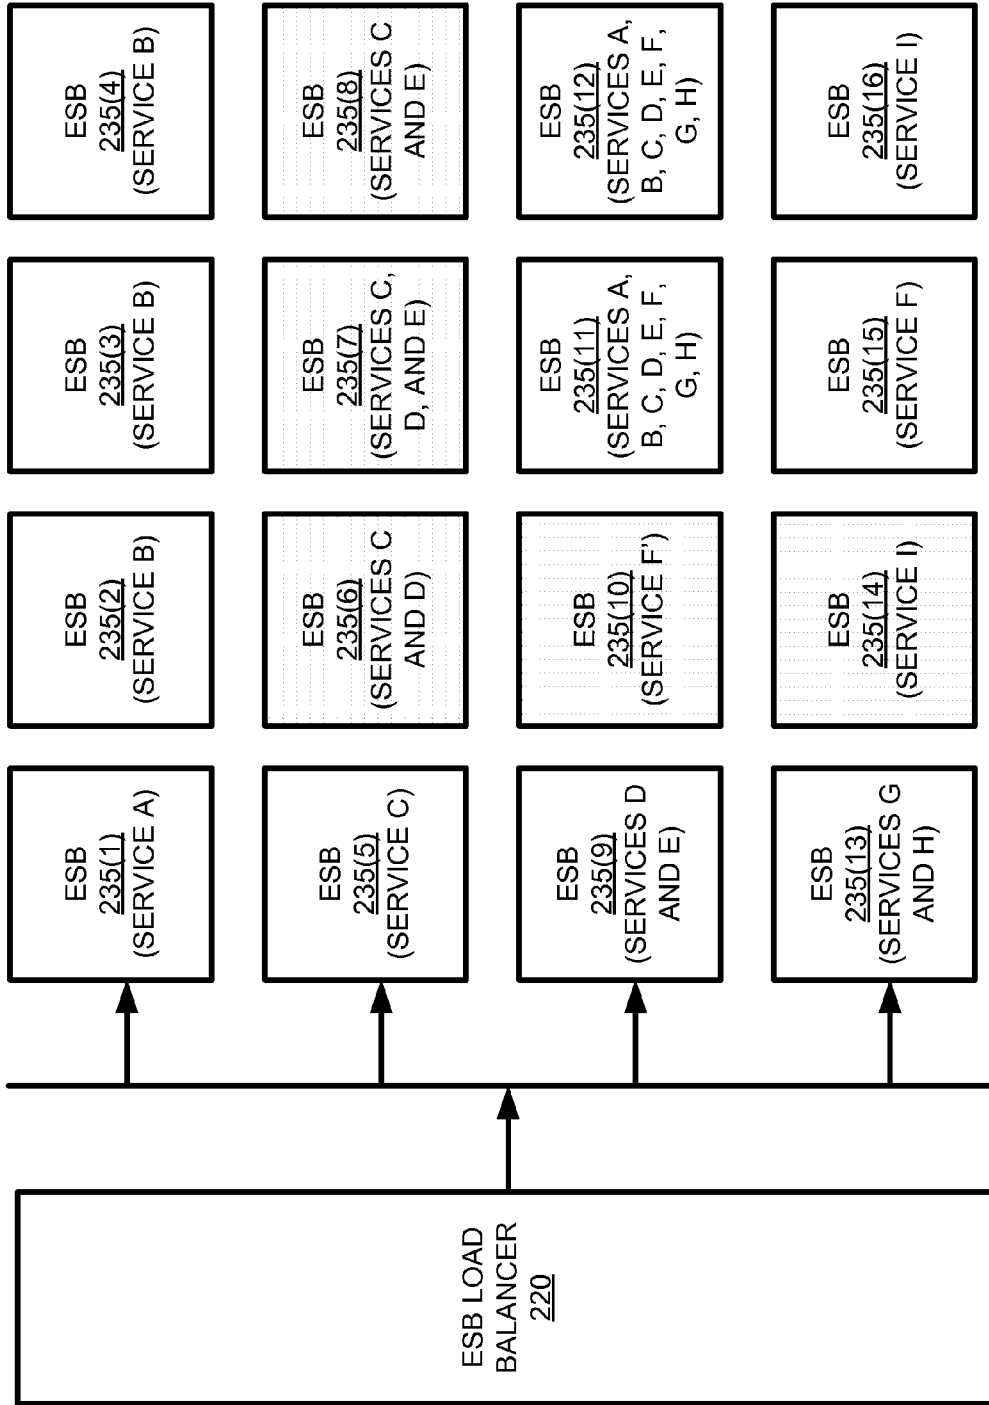 ESB LOAD
BALANCER
220
ESB
235(1)
(SERVICE A)
ESB
235(2)
(SERVICE B)
ESB
235(3)
(SERVICE B)
ESB
235(4)
(SERVICE B)
ESB
235(5)
(SERVICE C)
ESB
235(6)
(SERVICES C
AND D)
ESB
235(7)
(SERVICES C,
D, AND E)
ESB
235(8)
(SERVICES C
AND E)
ESB
235(9)
(SERVICES D
AND E)
ESB
235(10)
(SERVICE F')
ESB
235(11)
(SERVICES A,
B, C, D, E, F,
G, H)
ESB
235(12)
(SERVICES A,
B, C, D, E, F,
G, H)
ESB
235(13)
(SERVICES G
AND H)
ESB
235(14)
(SERVICE I)
ESB
235(15)
(SERVICE F)
ESB
235(16)
(SERVICE I)